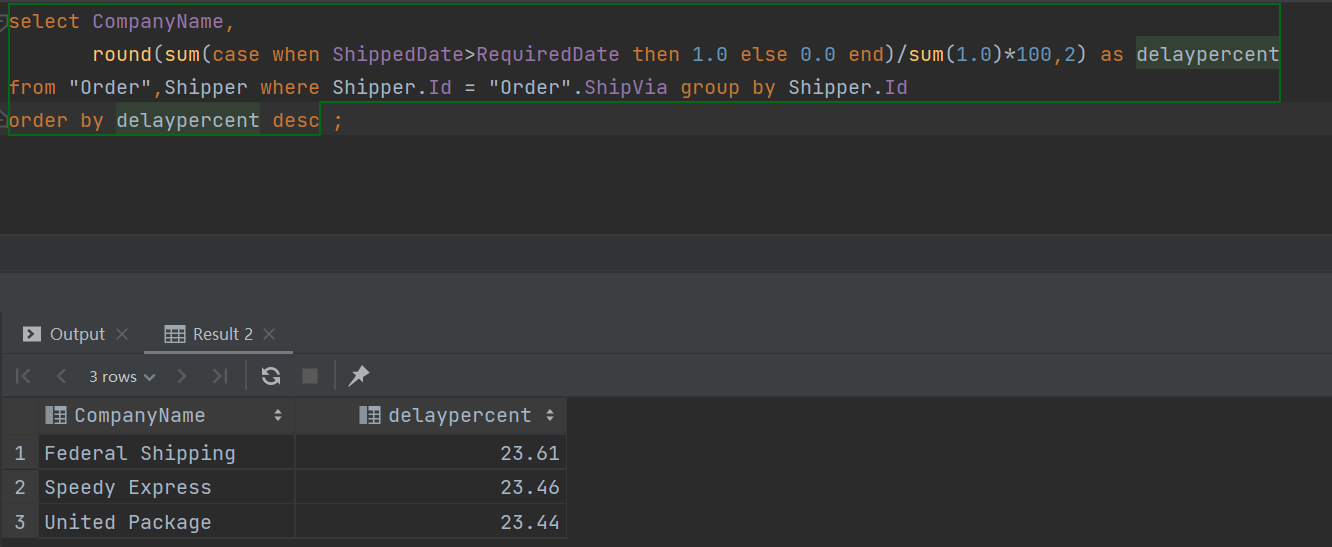 select CompanyName,
round(sum(case when ShippedDate>RequiredDate then 1.0 else 0.0 end)/sum(1.0)*100,2) as delaypercent
from "Order",Shipper where Shipper.Id = "Order".ShipVia group by Shipper.Id
order by delaypercent desc ;
Output Result 2
3 rows
CompanyName delaypercent
1 Federal Shipping 23.61
2 Speedy Express 23.46
3 United Package 23.44